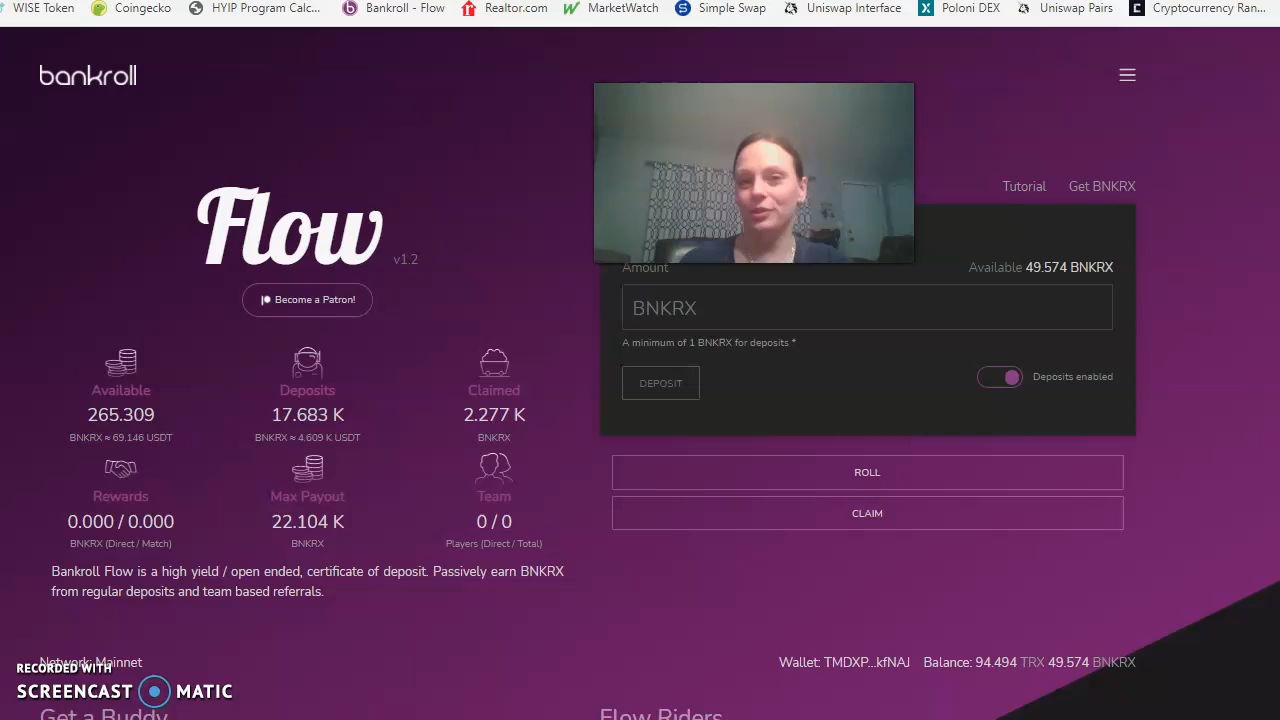 WISE Token Coingecko HYIP Program Calc... Bankroll - Flow Realtor.com MarketWatch Simple Swap Uniswap Interface Poloni DEX Uniswap Pairs Cryptocurrency Ran...
bankroll
Tutorial Get BNKRX
Flow v1.2
Become a Patron!
Amount Available 49.574 BNKRX
BNKRX
A minimum of 1 BNKRX for deposits *
DEPOSIT Deposits enabled
Available Deposits Claimed
265.309 17.683 K 2.277 K
BNKRX ≈ 69.146 USDT BNKRX ≈ 4.609 K USDT BNKRX
ROLL
Rewards Max Payout Team
CLAIM
0.000 / 0.000 22.104 K 0 / 0
BNKRX (Direct / Match) BNKRX Players (Direct / Total)
Bankroll Flow is a high yield / open ended, certificate of deposit. Passively earn BNKRX
from regular deposits and team based referrals.
Network: Mainnet Wallet: TMDXP...kfNAJ Balance: 94.494 TRX 49.574 BNKRX
RECORDED WITH
SCREENCAST MATIC
Get a Buddy Flow Riders